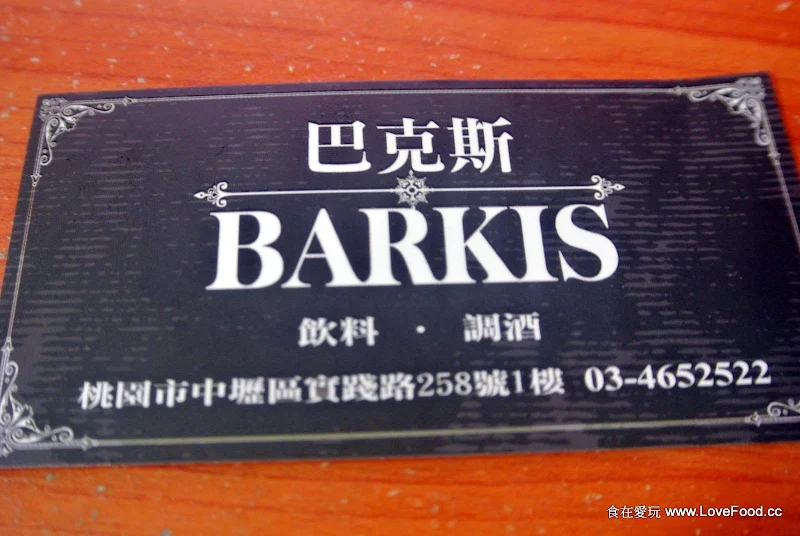 巴克斯
BARKIS
飲料 · 調酒
桃園市中壢區實踐路258號1樓 03-4652522
食在愛玩 www.LoveFood.cc